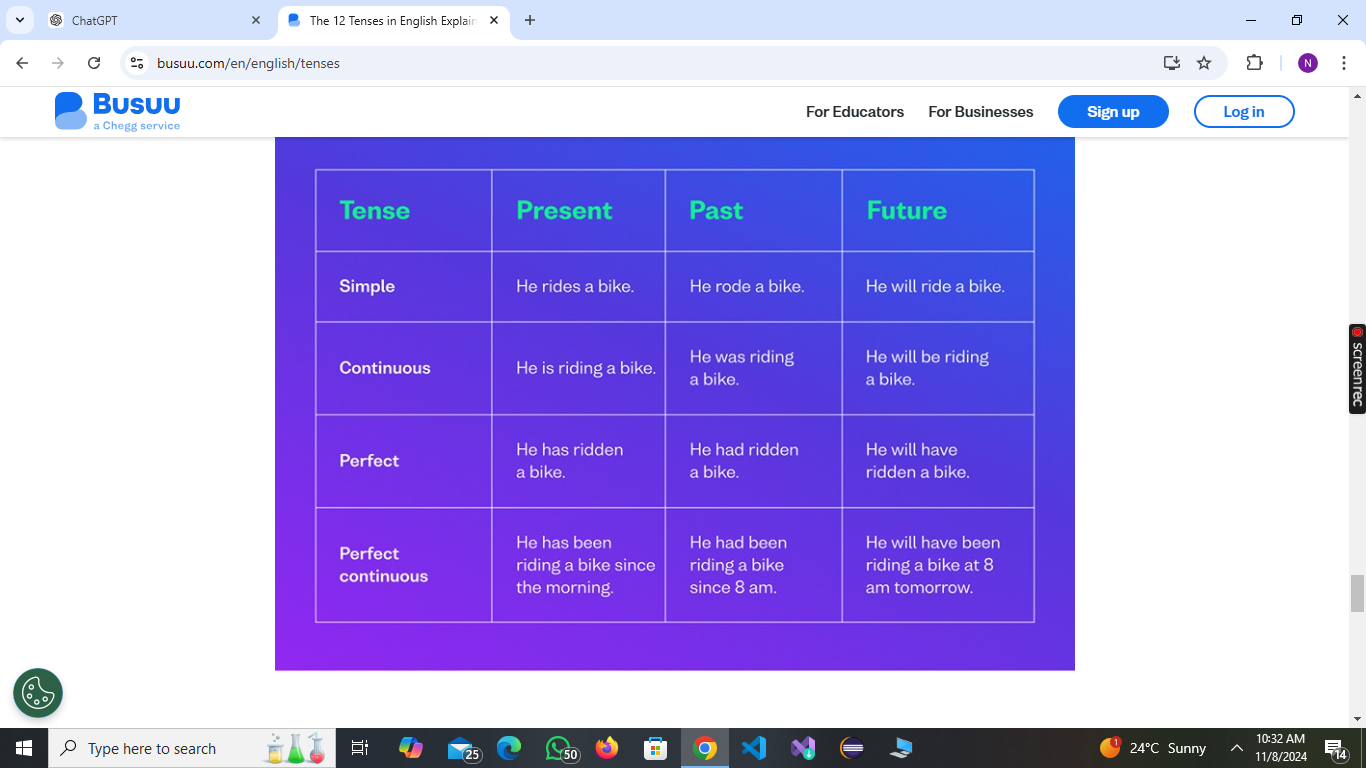 ChatGPT
The 12 Tenses in English Explain
busuu.com/en/english/tenses
N
Busuu
a Chegg service
For Educators
For Businesses
Sign up
Log in
Tense
Present
Past
Future
Simple
He rides a bike.
He rode a bike.
He will ride a bike.
Continuous
He is riding a bike.
He was riding
a bike.
He will be riding
a bike.
Perfect
He has ridden
a bike.
He had ridden
a bike.
He will have
ridden a bike.
Perfect
continuous
He has been
riding a bike since
the morning.
He had been
riding a bike
since 8 am.
He will have been
riding a bike at 8
am tomorrow.
screenrec
Type here to search
25
50
1
24°C Sunny
10:32 AM
11/8/2024
14